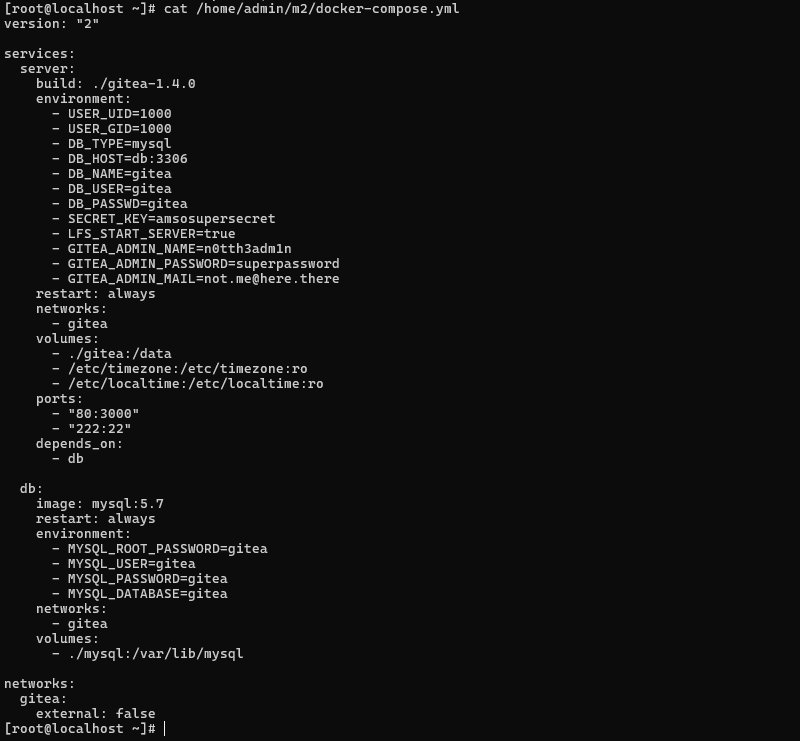 [root@localhost ~]# cat /home/admin/m2/docker-compose.yml
version: "2"

services:
  server:
    build: ./gitea-1.4.0
    environment:
      - USER_UID=1000
      - USER_GID=1000
      - DB_TYPE=mysql
      - DB_HOST=db:3306
      - DB_NAME=gitea
      - DB_USER=gitea
      - DB_PASSWD=gitea
      - SECRET_KEY=amsosupersecret
      - LFS_START_SERVER=true
      - GITEA_ADMIN_NAME=n0tth3adm1n
      - GITEA_ADMIN_PASSWORD=superpassword
      - GITEA_ADMIN_MAIL=not.me@here.there
    restart: always
    networks:
      - gitea
    volumes:
      - ./gitea:/data
      - /etc/timezone:/etc/timezone:ro
      - /etc/localtime:/etc/localtime:ro
    ports:
      - "80:3000"
      - "222:22"
    depends_on:
      - db

  db:
    image: mysql:5.7
    restart: always
    environment:
      - MYSQL_ROOT_PASSWORD=gitea
      - MYSQL_USER=gitea
      - MYSQL_PASSWORD=gitea
      - MYSQL_DATABASE=gitea
    networks:
      - gitea
    volumes:
      - ./mysql:/var/lib/mysql

networks:
  gitea:
    external: false
[root@localhost ~]#